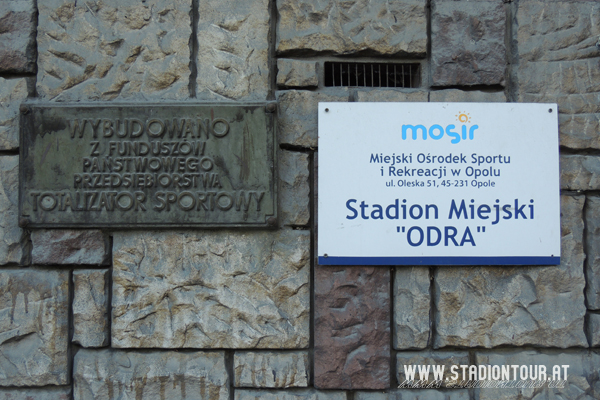 WYBUDOWANO
Z FUNDUSZÓW
PAŃSTWOWEGO
PRZEDSIĘBIORSTWA
TOTALIZATOR SPORTOWY
mosir
Miejski Ośrodek Sportu
i Rekreacji w Opolu
ul. Oleska 51, 45-231 Opole
Stadion Miejski
"ODRA"
WWW.STADIONTOUR.AT